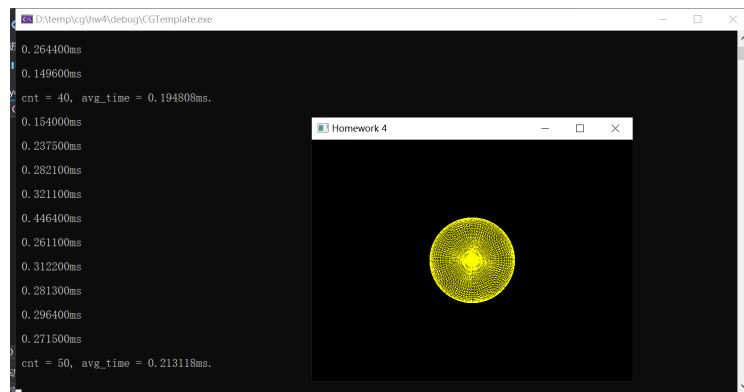 D:\temp\cg\hw4\debug\CGTemplate.exe
0.264400ms
0.149600ms
cnt = 40, avg_time = 0.194808ms.
0.154000ms
0.237500ms
0.282100ms
0.321100ms
0.446400ms
0.261100ms
0.312200ms
0.281300ms
0.296400ms
0.271500ms
cnt = 50, avg_time = 0.213118ms.
Homework 4